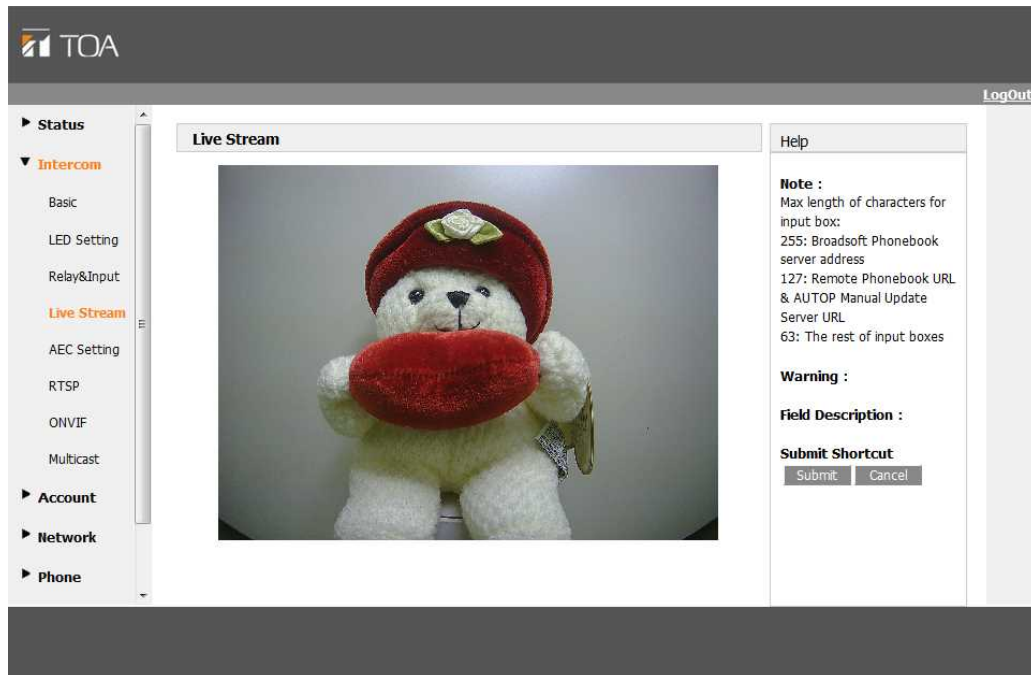 TOA
LogOut
Status
Intercom
Basic
LED Setting
Relay&Input
Live Stream
AEC Setting
RTSP
ONVIF
Multicast
Account
Network
Phone
Live Stream
Help
Note :
Max length of characters for
input box:
255: Broadsoft Phonebook
server address
127: Remote Phonebook URL
& AUTOP Manual Update
Server URL
63: The rest of input boxes
Warning :
Field Description :
Submit Shortcut
Submit Cancel